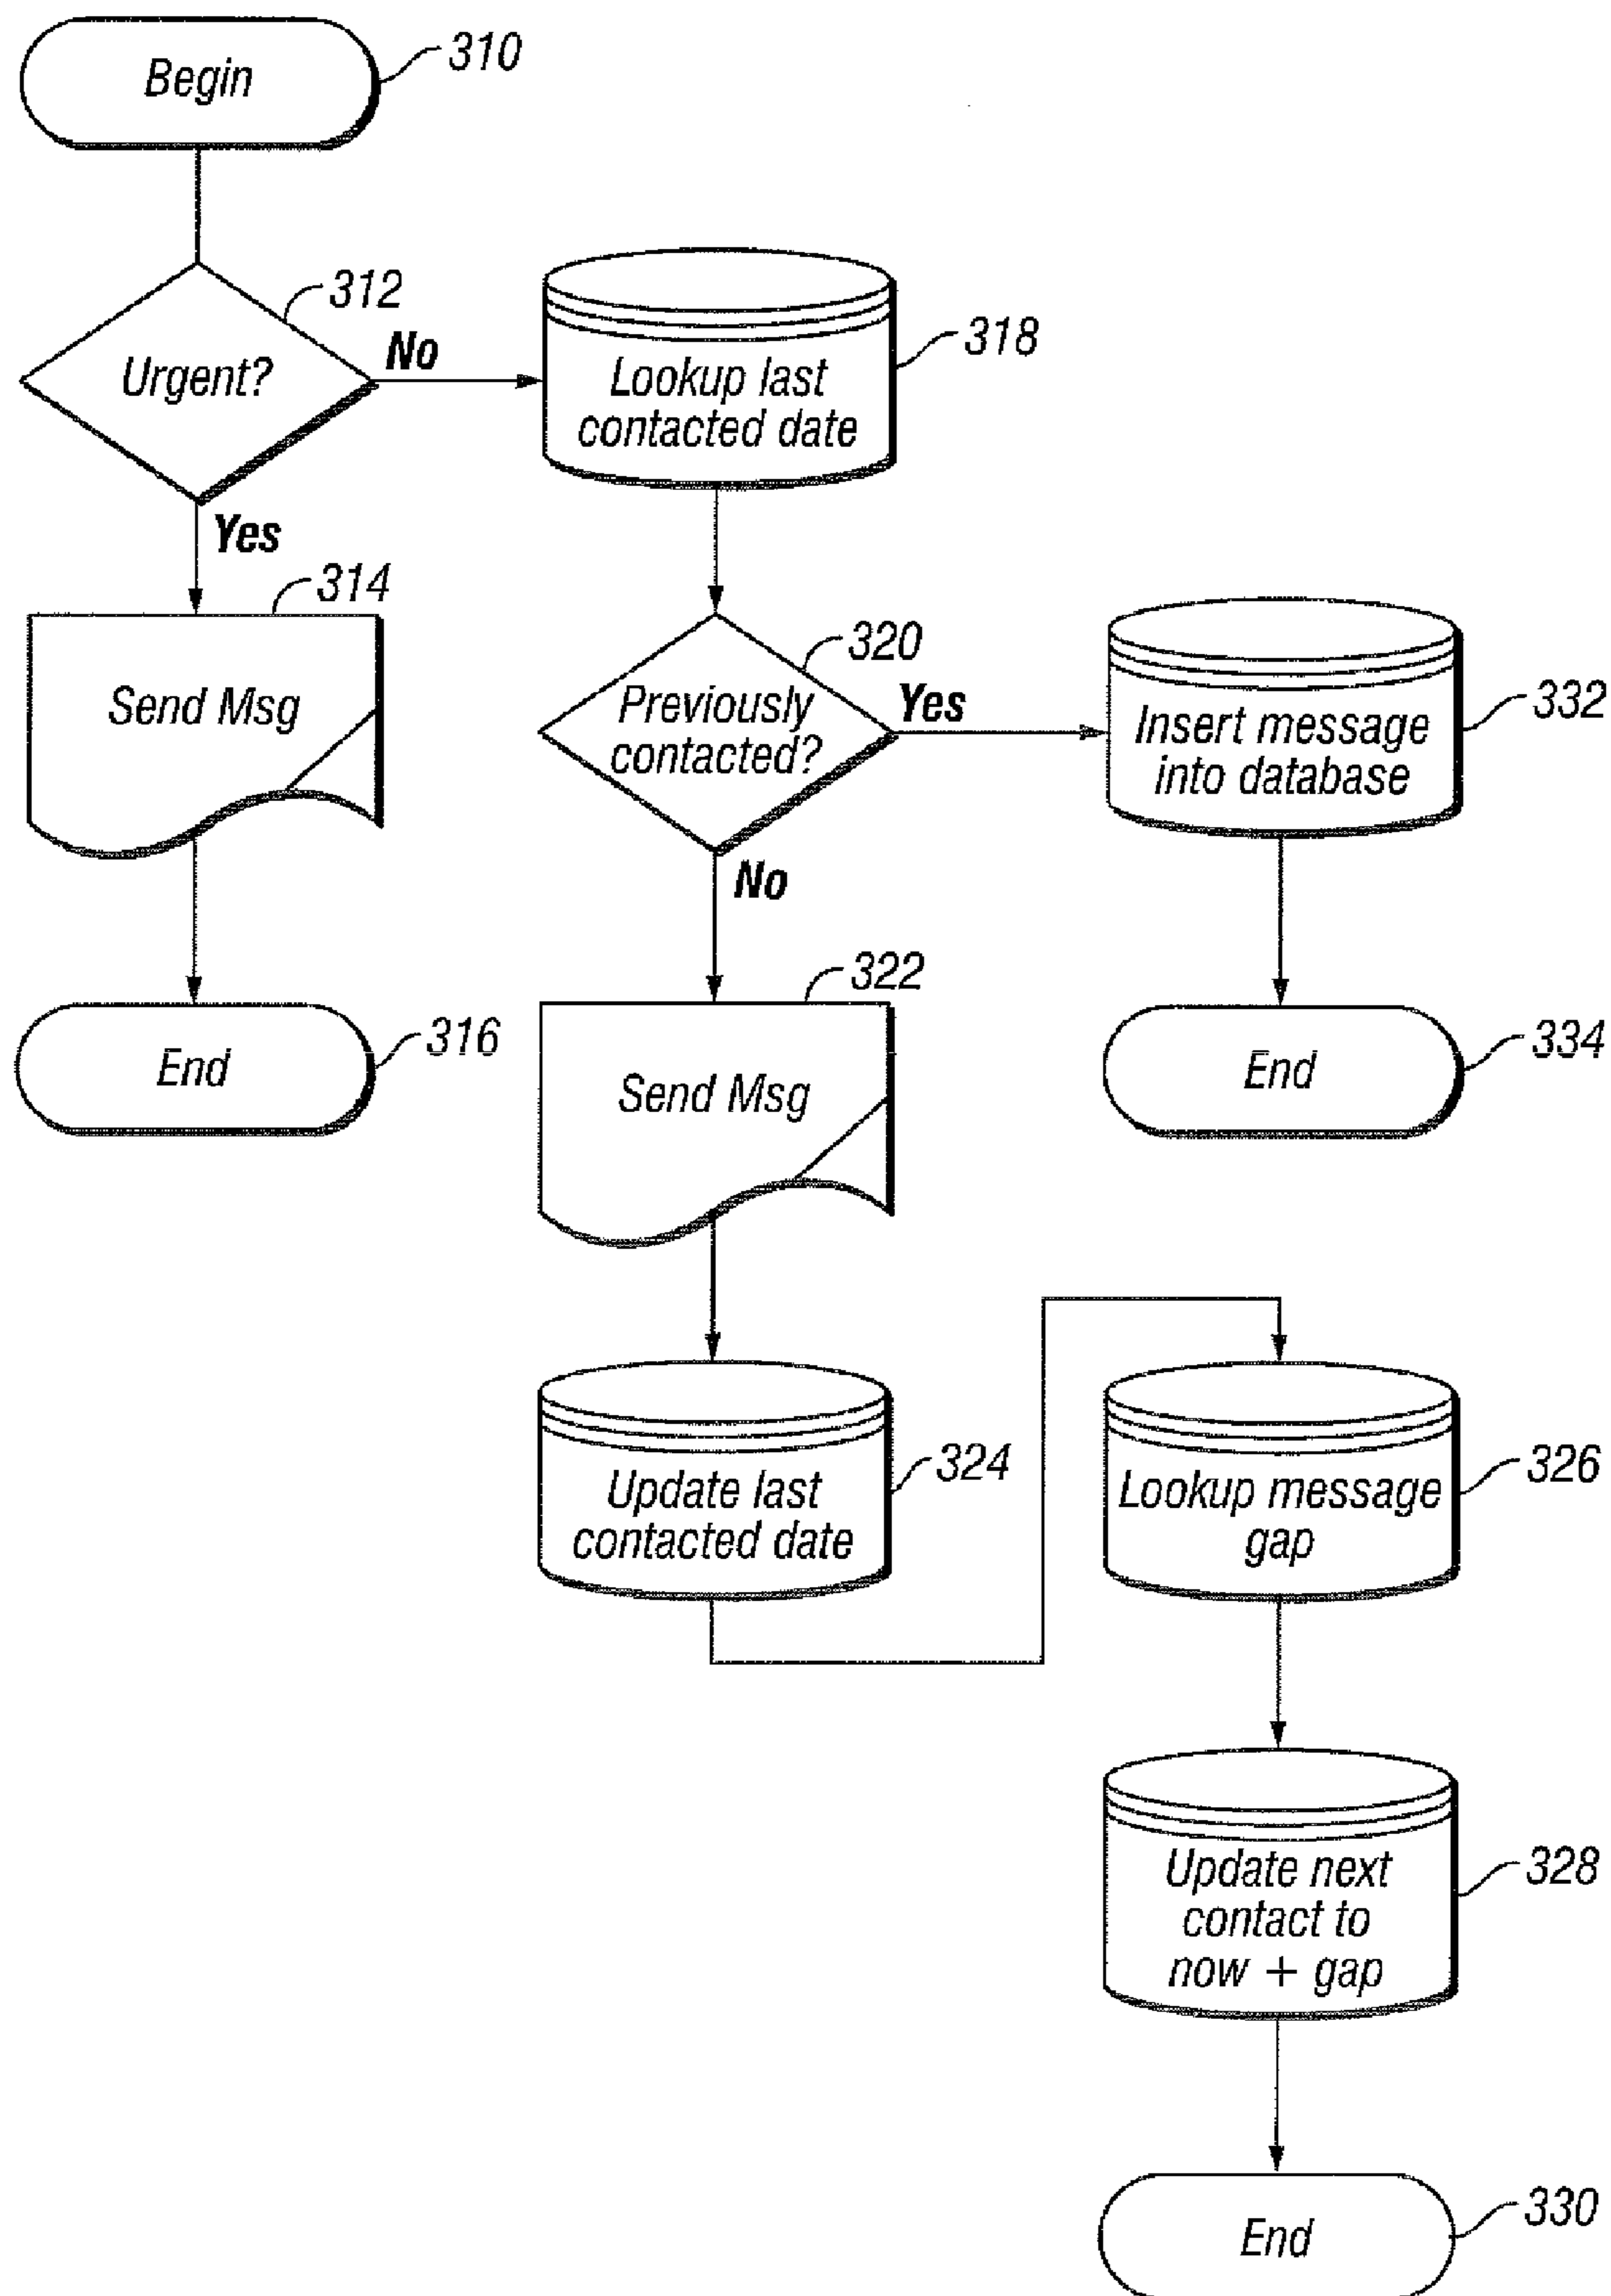 Begin
310
312
Urgent?
No
Yes
Lookup last
contacted date
318
314
Send Msg
320
Previously
contacted?
Yes
No
Insert message
into database
332
End
316
322
Send Msg
End
334
Update last
contacted date
324
Lookup message
gap
326
Update next
contact to
now + gap
328
End
330